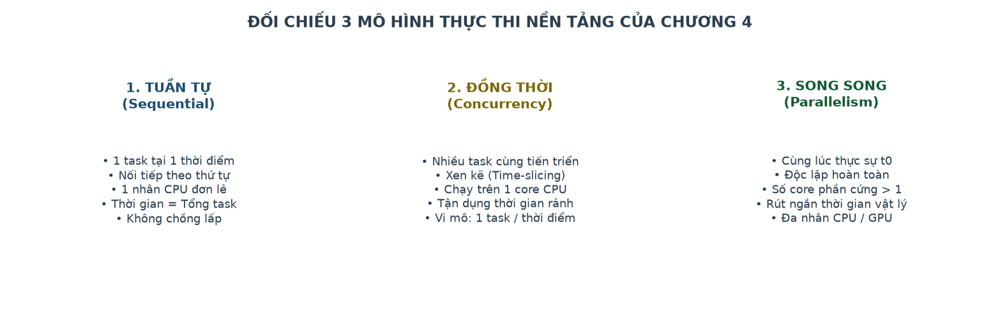 ĐỐI CHIẾU 3 MÔ HÌNH THỰC THI NỀN TẢNG CỦA CHƯƠNG 4
1. TUẦN TỰ
(Sequential)
• 1 task tại 1 thời điểm
• Nối tiếp theo thứ tự
• 1 nhân CPU đơn lẻ
• Thời gian = Tổng task
• Không chồng lấp
2. ĐỒNG THỜI
(Concurrency)
• Nhiều task cùng tiến triển
• Xen kẽ (Time-slicing)
• Chạy trên 1 core CPU
• Tận dụng thời gian rảnh
• Vi mô: 1 task / thời điểm
3. SONG SONG
(Parallelism)
• Cùng lúc thực sự t0
• Độc lập hoàn toàn
• Số core phần cứng > 1
• Rút ngắn thời gian vật lý
• Đa nhân CPU / GPU